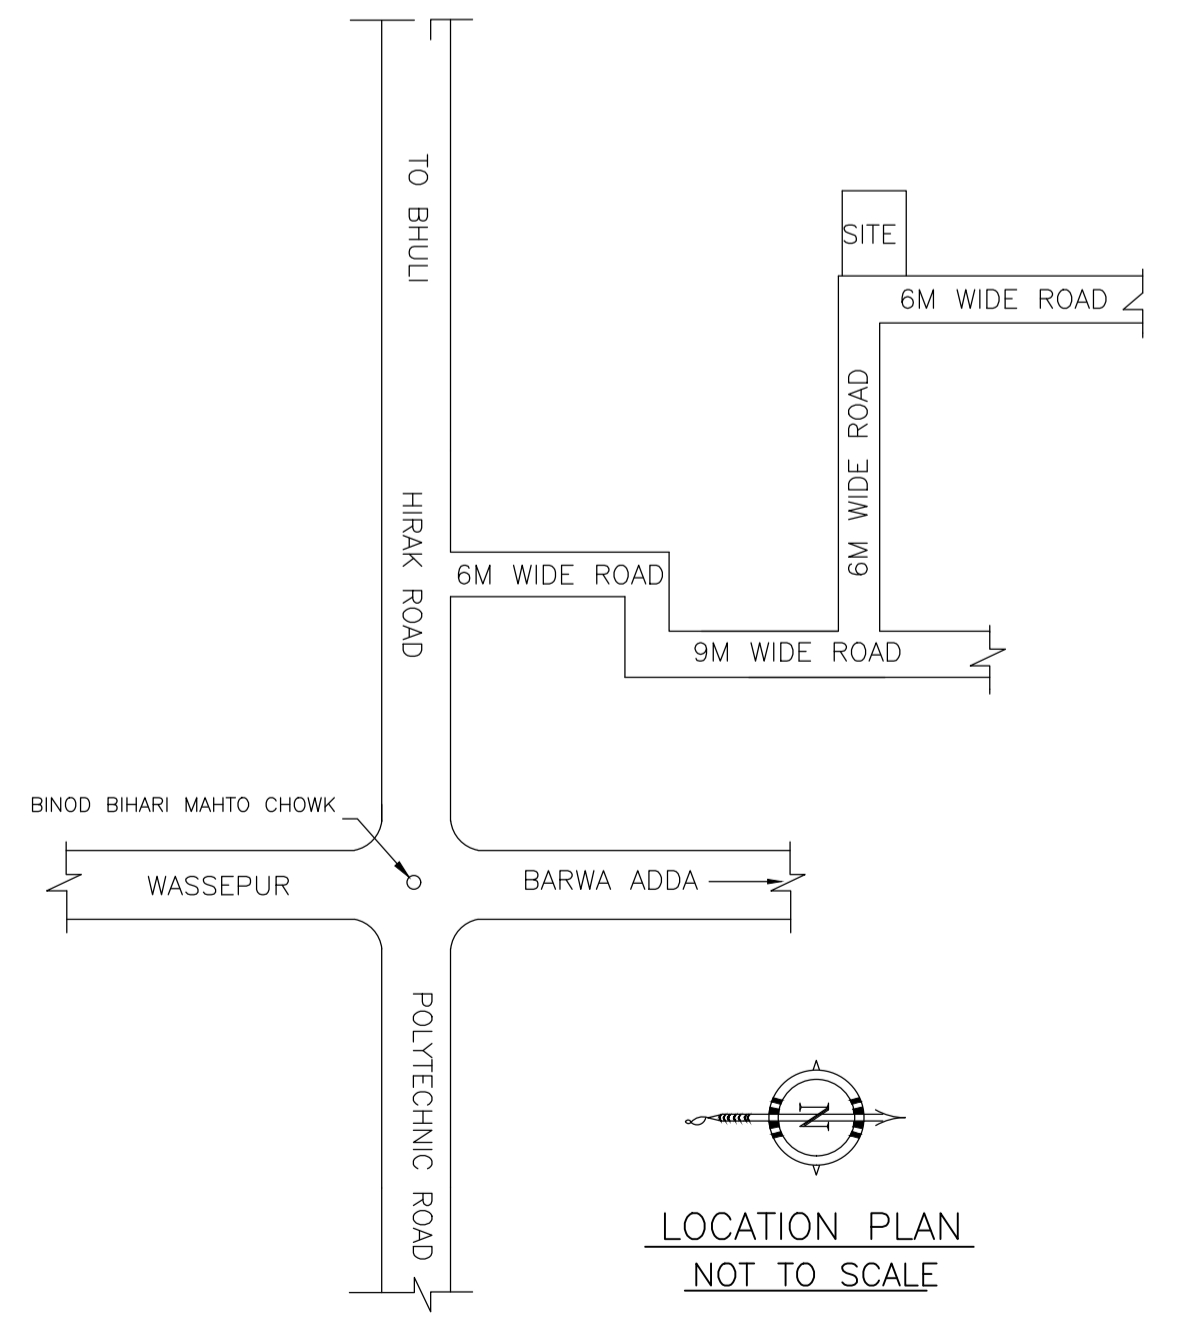 TO BHULI
SITE
6M WIDE ROAD
6M WIDE ROAD
HIRAK ROAD
6M WIDE ROAD
9M WIDE ROAD
BINOD BIHARI MAHTO CHOWK
WASSEPUR
BARWA ADDA
POLYTECHNIC ROAD
N
LOCATION PLAN
NOT TO SCALE